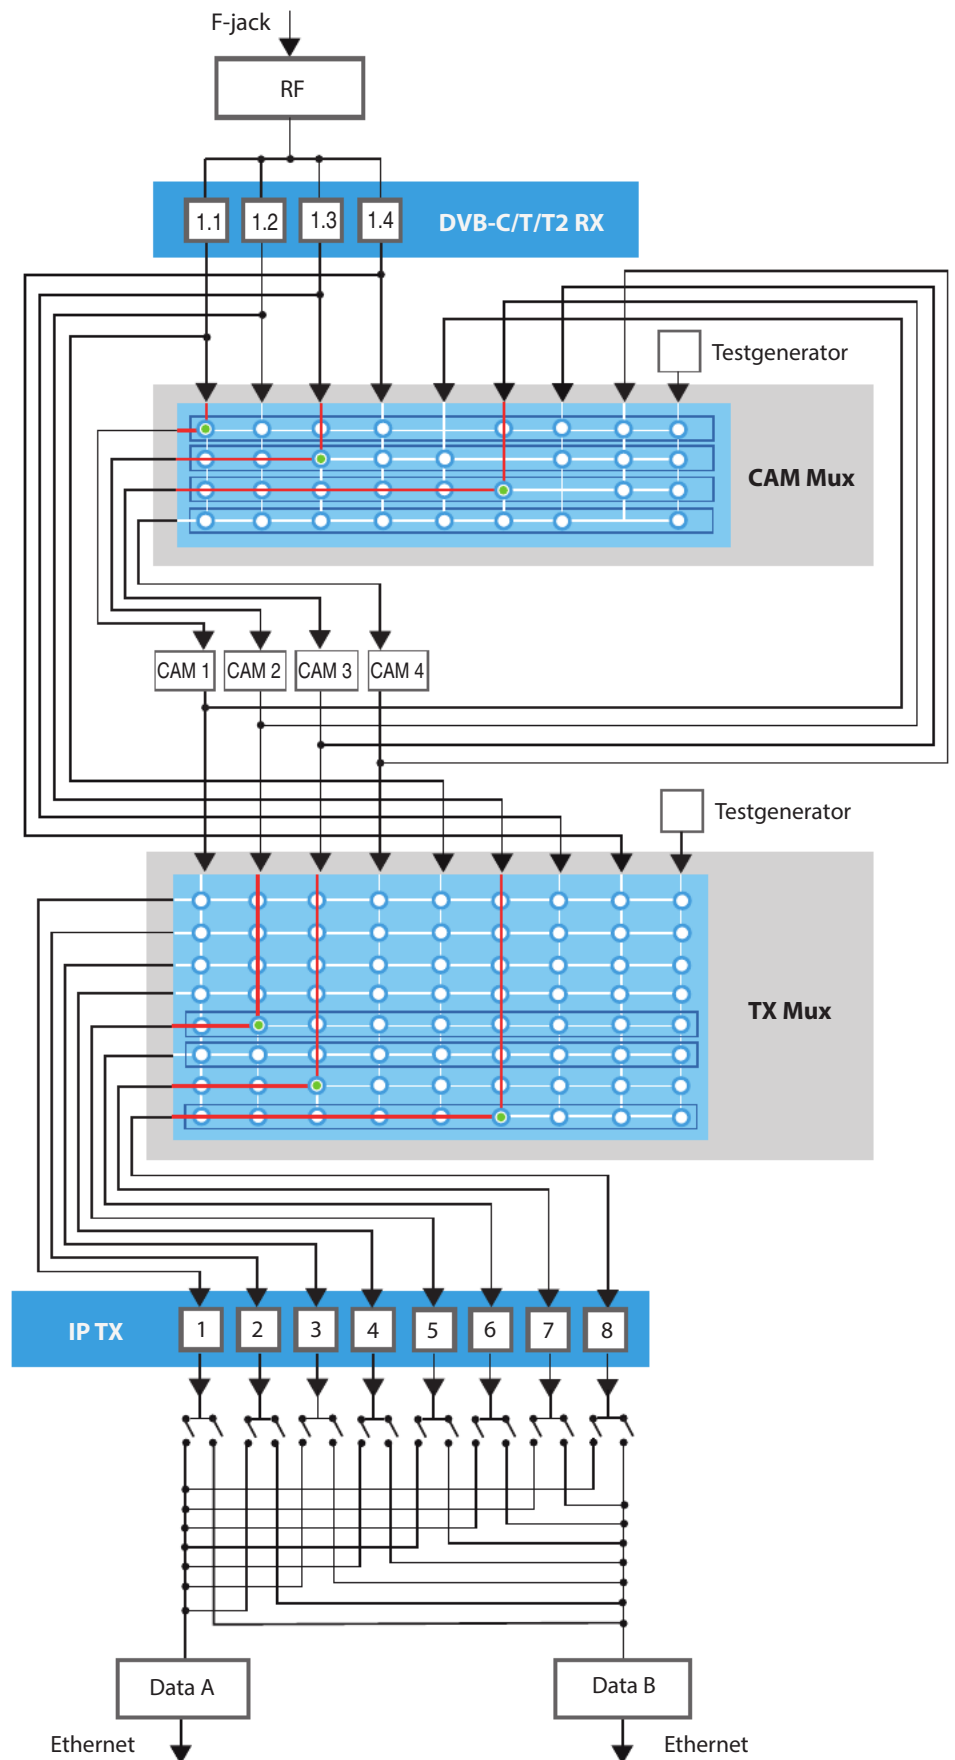 F-jack
RF
1.1 1.2 1.3 1.4 DVB-C/T/T2 RX
Testgenerator
CAM Mux
CAM 1 CAM 2 CAM 3 CAM 4
Testgenerator
TX Mux
IP TX 1 2 3 4 5 6 7 8
Data A Data B
Ethernet Ethernet